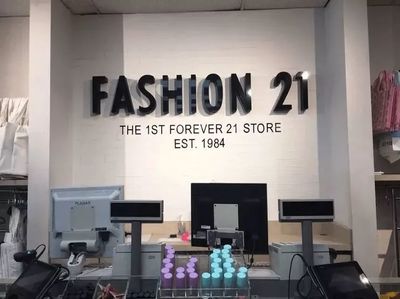 FASHION 21
THE 1ST FOREVER 21 STORE
EST. 1984